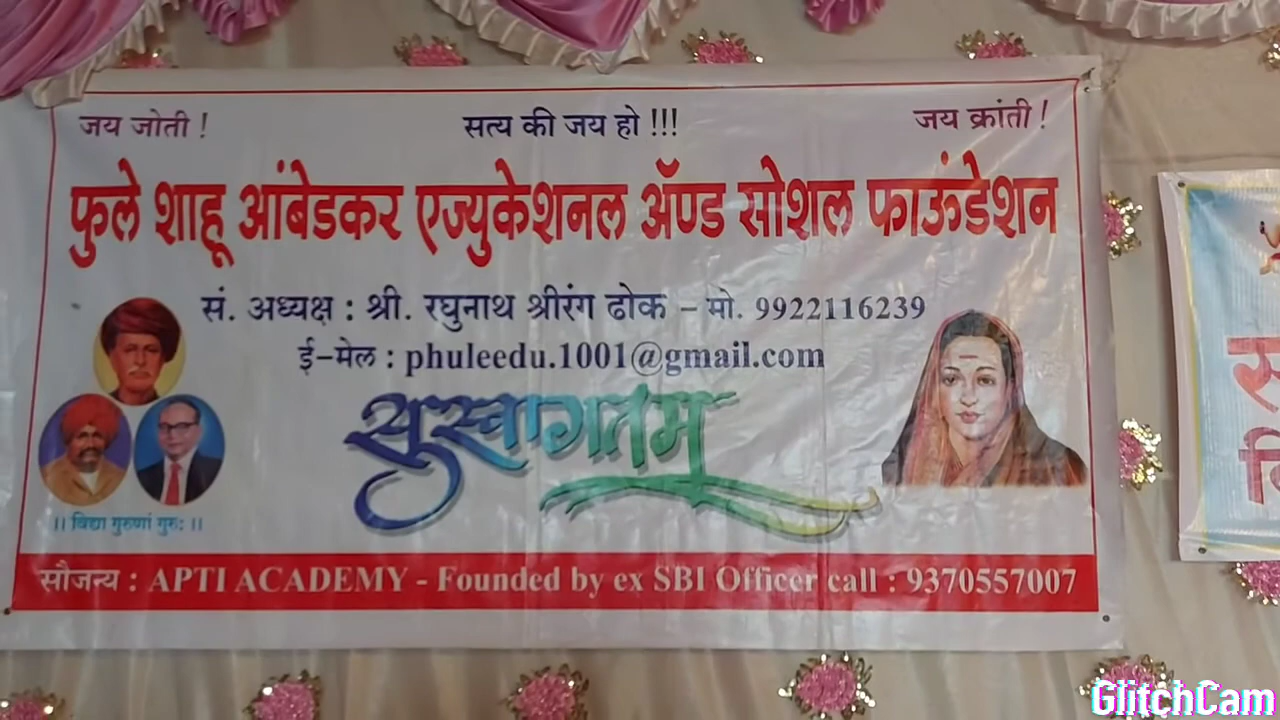 जय जोती !
सत्य की जय हो !!!
जय क्रांती !
फुले शाहू आंबेडकर एज्युकेशनल ॲण्ड सोशल फाऊंडेशन
सं. अध्यक्ष : श्री. रघुनाथ श्रीरंग ढोक – मो. 9922116239
ई-मेल : phuleedu.1001@gmail.com
सुस्वागतम्
।। विद्या गुरुणां गुरु: ।।
सौजन्य : APTI ACADEMY - Founded by ex SBI Officer call : 9370557007
GlitchCam